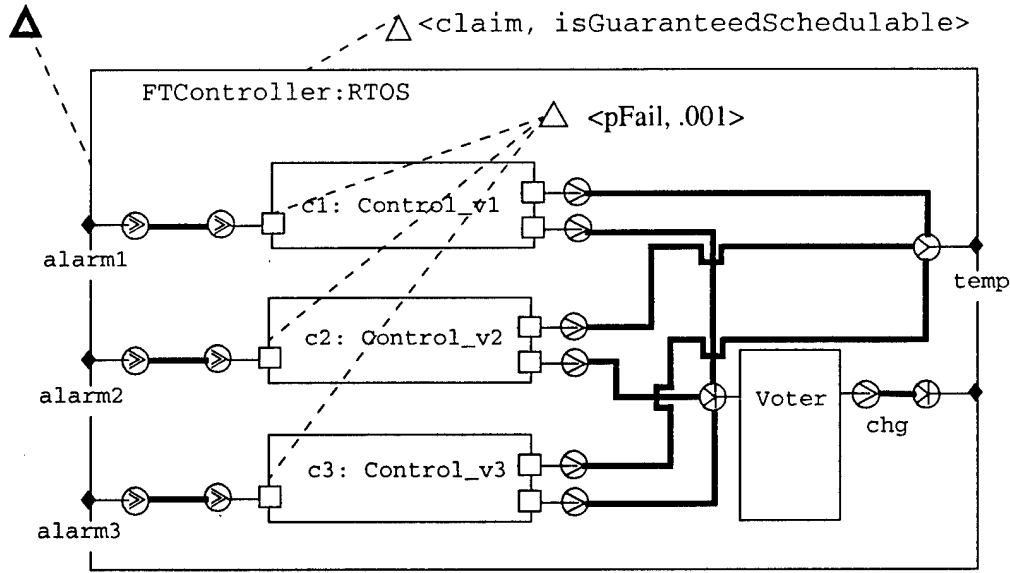 <claim, isGuaranteedSchedulable>
FTController:RTOS
<pFail, .001>
c1: Control_v1
alarm1
temp
c2: Control_v2
alarm2
Voter
chg
c3: Control_v3
alarm3